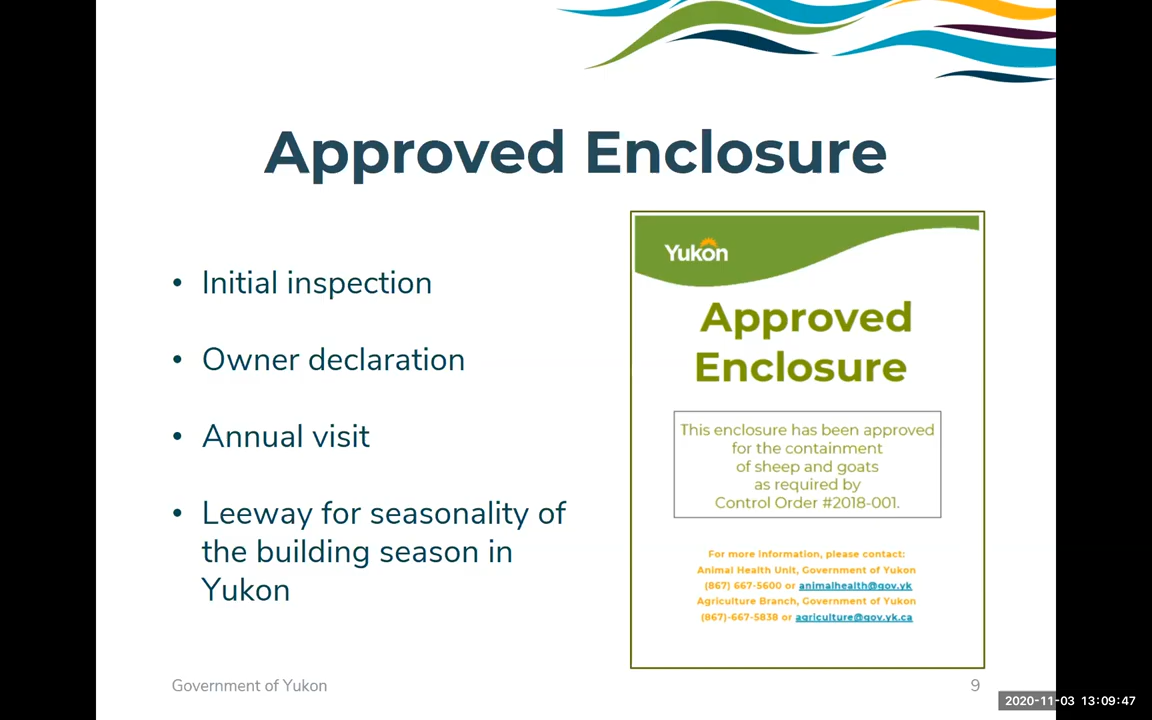 Approved Enclosure
• Initial inspection
• Owner declaration
• Annual visit
• Leeway for seasonality of
the building season in
Yukon
Yukon
Approved
Enclosure
This enclosure has been approved
for the containment
of sheep and goats
as required by
Control Order #2018-001.
For more information, please contact:
Animal Health Unit, Government of Yukon
(867) 667-5600 or animalhealth@gov.yk
Agriculture Branch, Government of Yukon
(867)-667-5838 or agriculture@gov.yk.ca
Government of Yukon
9
2020-11-03 13:09:47